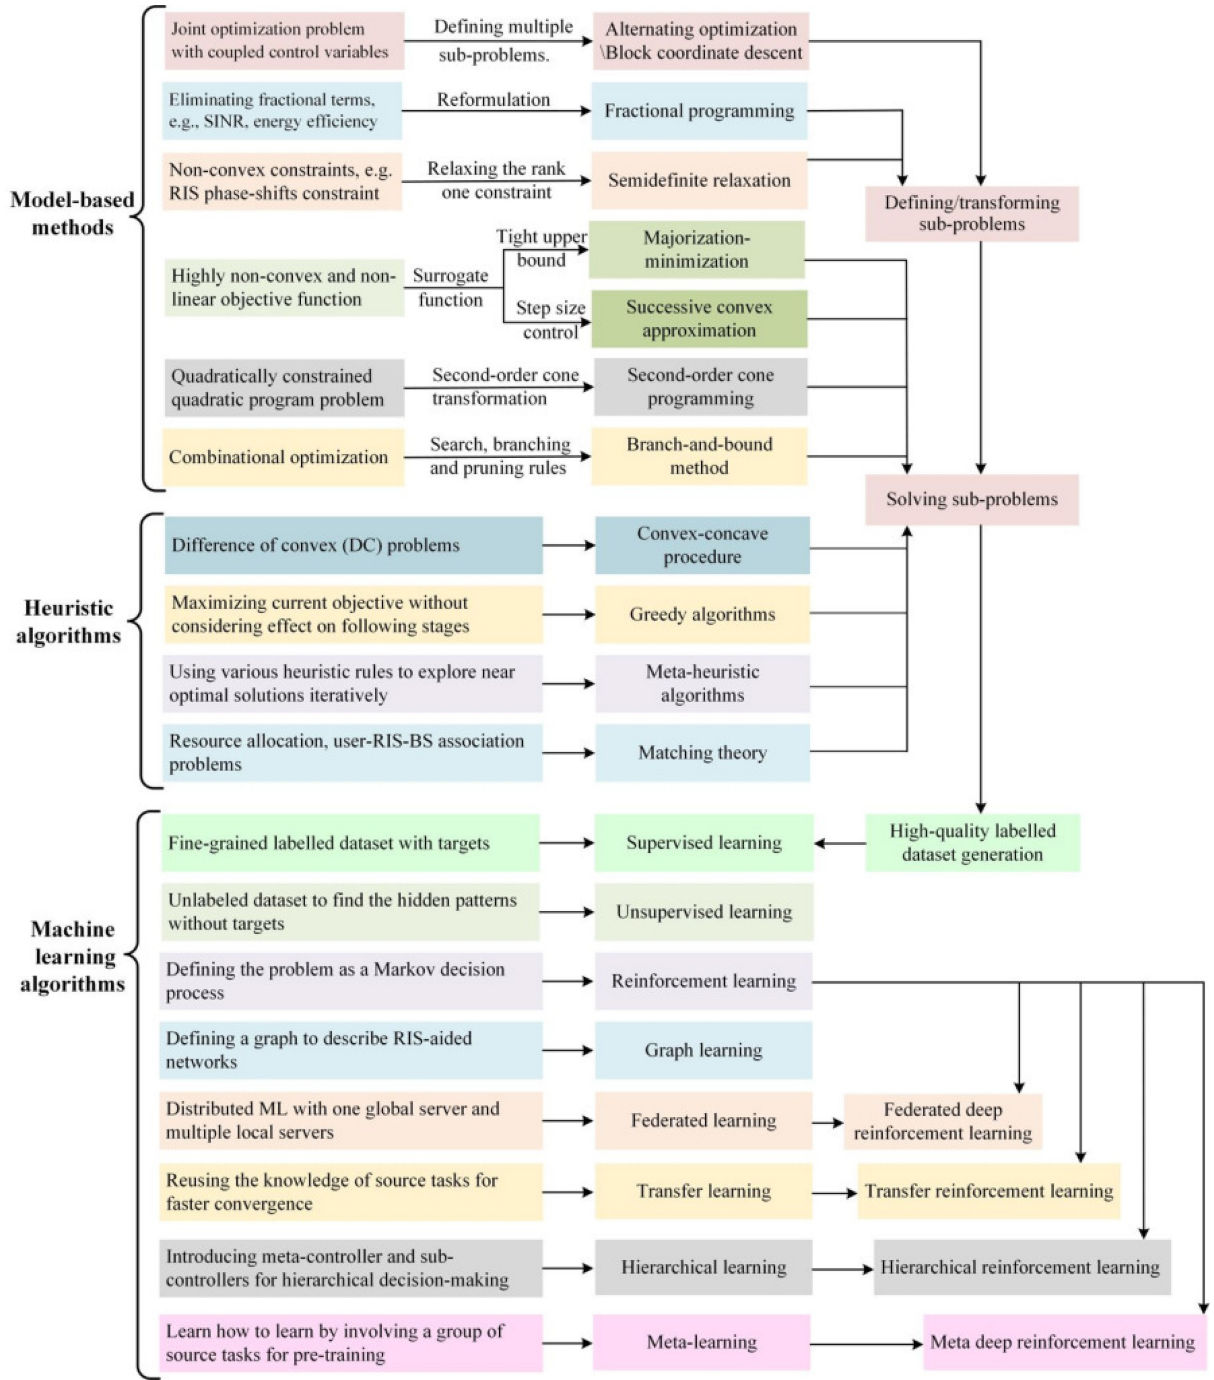 Model-based
methods
Joint optimization problem
with coupled control variables
Defining multiple
sub-problems.
Alternating optimization
\Block coordinate descent
Eliminating fractional terms,
e.g., SINR, energy efficiency
Reformulation
Fractional programming
Non-convex constraints, e.g.
RIS phase-shifts constraint
Relaxing the rank
one constraint
Semidefinite relaxation
Defining/transforming
sub-problems
Highly non-convex and non-
linear objective function
Surrogate
function
Tight upper
bound
Majorization-
minimization
Step size
control
Successive convex
approximation
Quadratically constrained
quadratic program problem
Second-order cone
transformation
Second-order cone
programming
Combinational optimization
Search, branching
and pruning rules
Branch-and-bound
method
Solving sub-problems
Heuristic
algorithms
Difference of convex (DC) problems
Convex-concave
procedure
Maximizing current objective without
considering effect on following stages
Greedy algorithms
Using various heuristic rules to explore near
optimal solutions iteratively
Meta-heuristic
algorithms
Resource allocation, user-RIS-BS association
problems
Matching theory
Machine
learning
algorithms
Fine-grained labelled dataset with targets
Supervised learning
High-quality labelled
dataset generation
Unlabeled dataset to find the hidden patterns
without targets
Unsupervised learning
Defining the problem as a Markov decision
process
Reinforcement learning
Defining a graph to describe RIS-aided
networks
Graph learning
Distributed ML with one global server and
multiple local servers
Federated learning
Federated deep
reinforcement learning
Reusing the knowledge of source tasks for
faster convergence
Transfer learning
Transfer reinforcement learning
Introducing meta-controller and sub-
controllers for hierarchical decision-making
Hierarchical learning
Hierarchical reinforcement learning
Learn how to learn by involving a group of
source tasks for pre-training
Meta-learning
Meta deep reinforcement learning